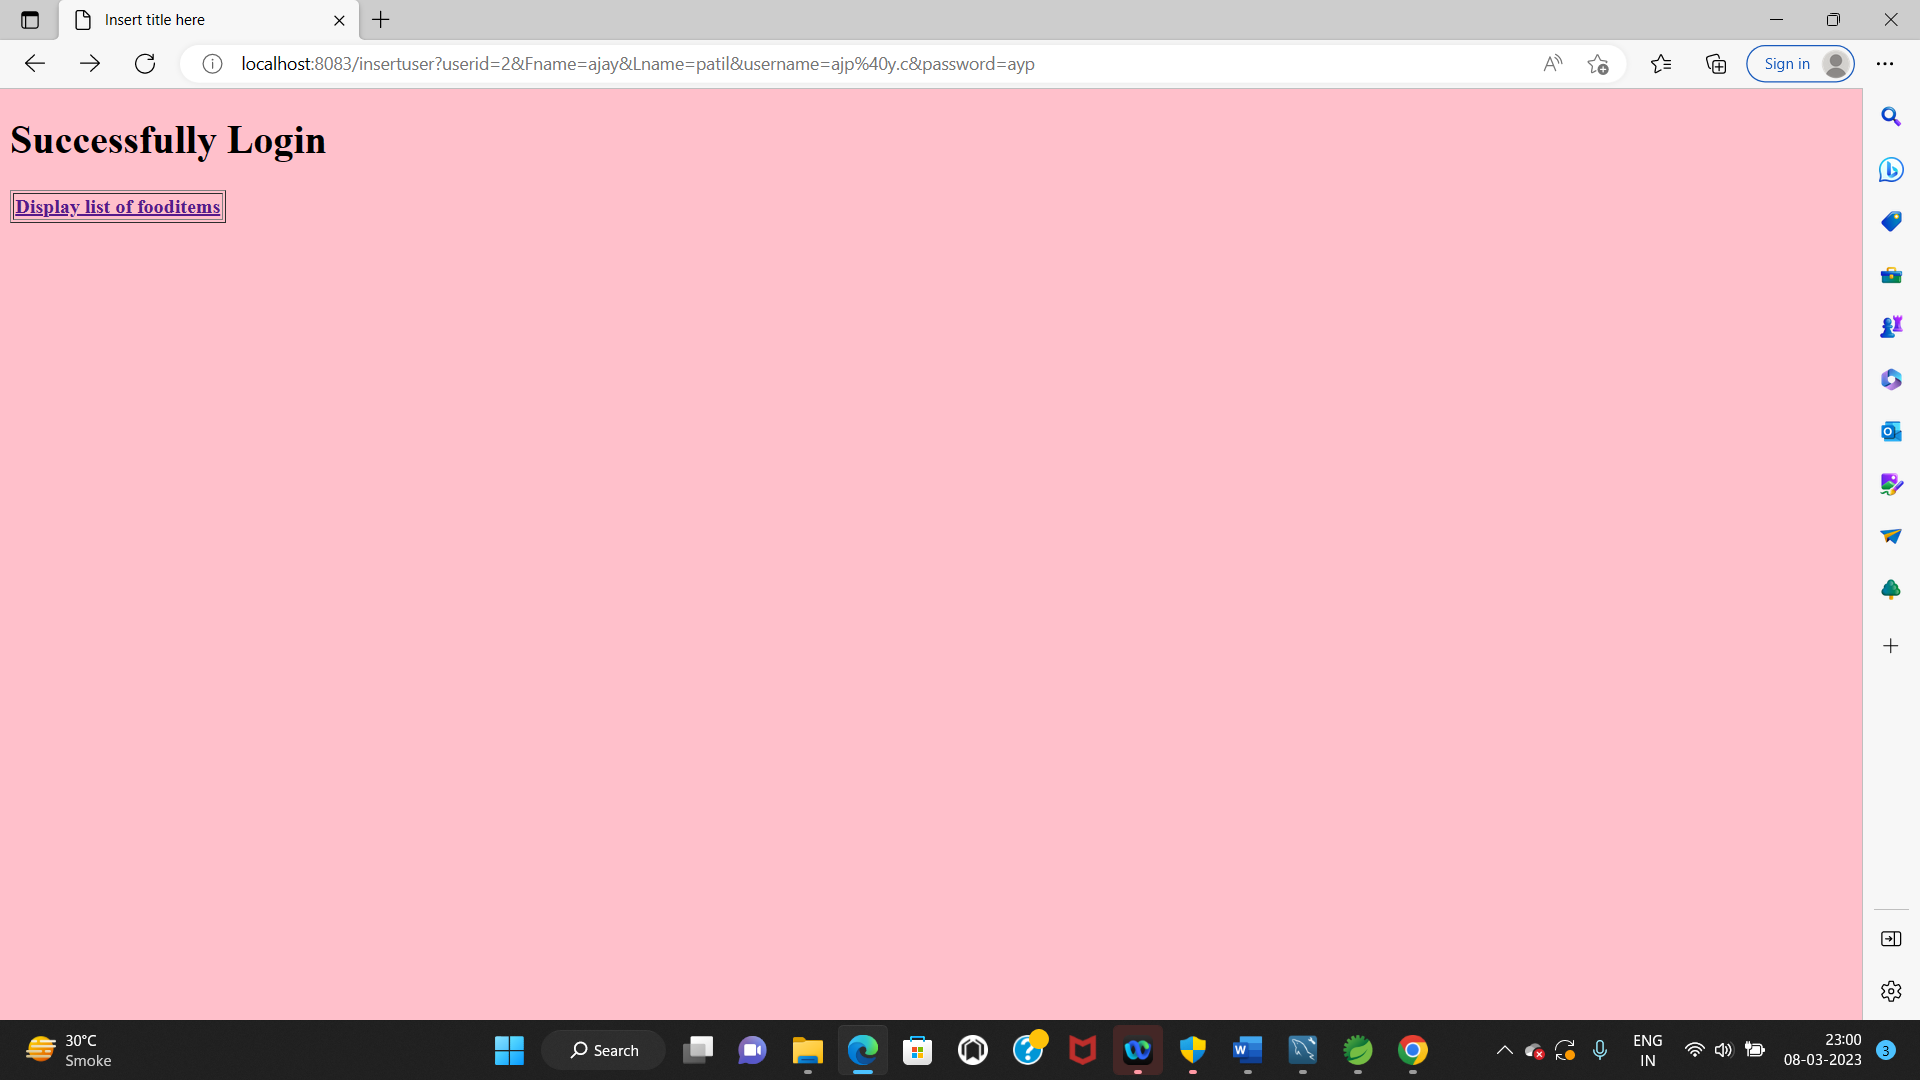 Insert title here
localhost:8083/insertuser?userid=2&Fname=ajay&Lname=patil&username=ajp%40y.c&password=ayp
Sign in
Successfully Login
Display list of fooditems
30°C
Smoke
Search
ENG
IN
23:00
08-03-2023
3